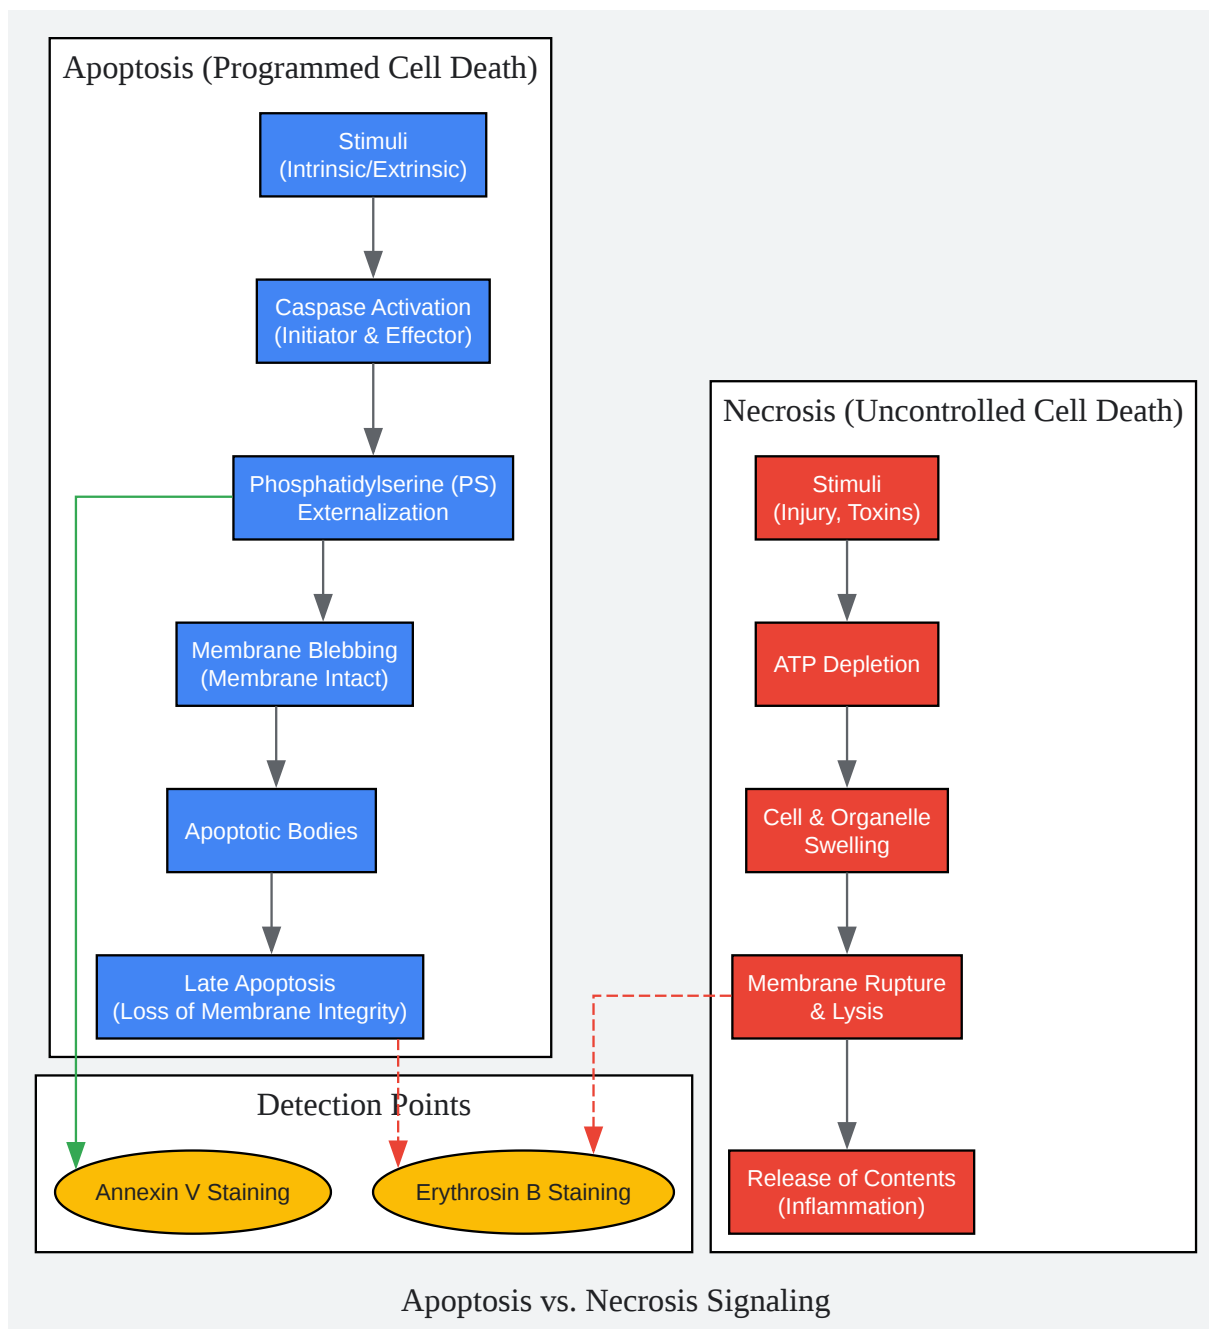 Apoptosis (Programmed Cell Death)
Stimuli
(Intrinsic/Extrinsic)
Caspase Activation
(Initiator & Effector)
Phosphatidylserine (PS)
Externalization
Membrane Blebbing
(Membrane Intact)
Apoptotic Bodies
Late Apoptosis
(Loss of Membrane Integrity)
Necrosis (Uncontrolled Cell Death)
Stimuli
(Injury, Toxins)
ATP Depletion
Cell & Organelle
Swelling
Membrane Rupture
& Lysis
Release of Contents
(Inflammation)
Detection Points
Annexin V Staining
Erythrosin B Staining
Apoptosis vs. Necrosis Signaling